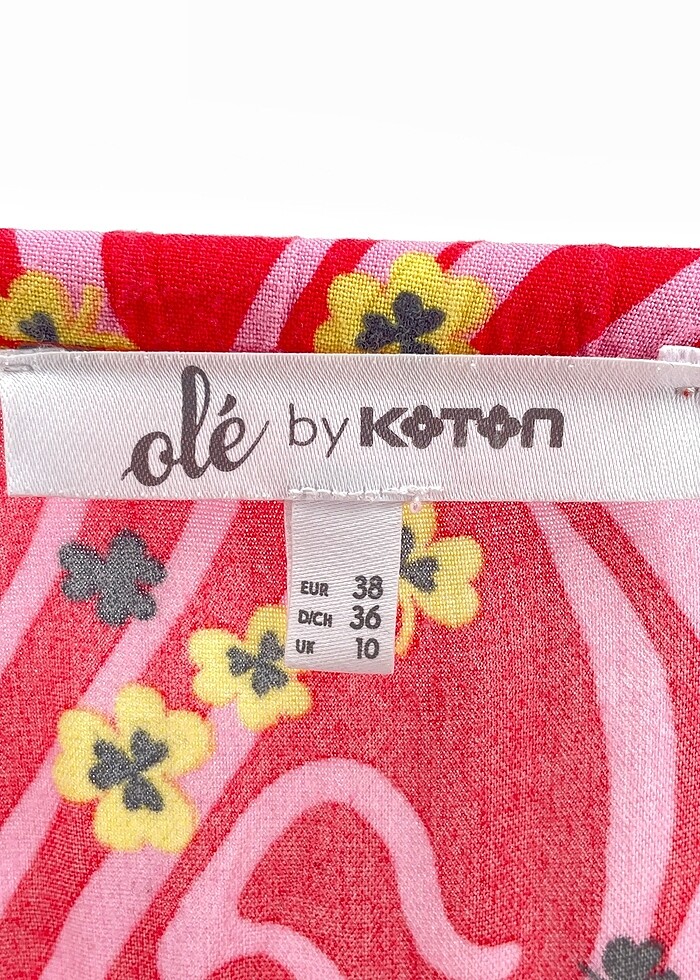 olé by KOTON
EUR 38
D/CH 36
UK 10